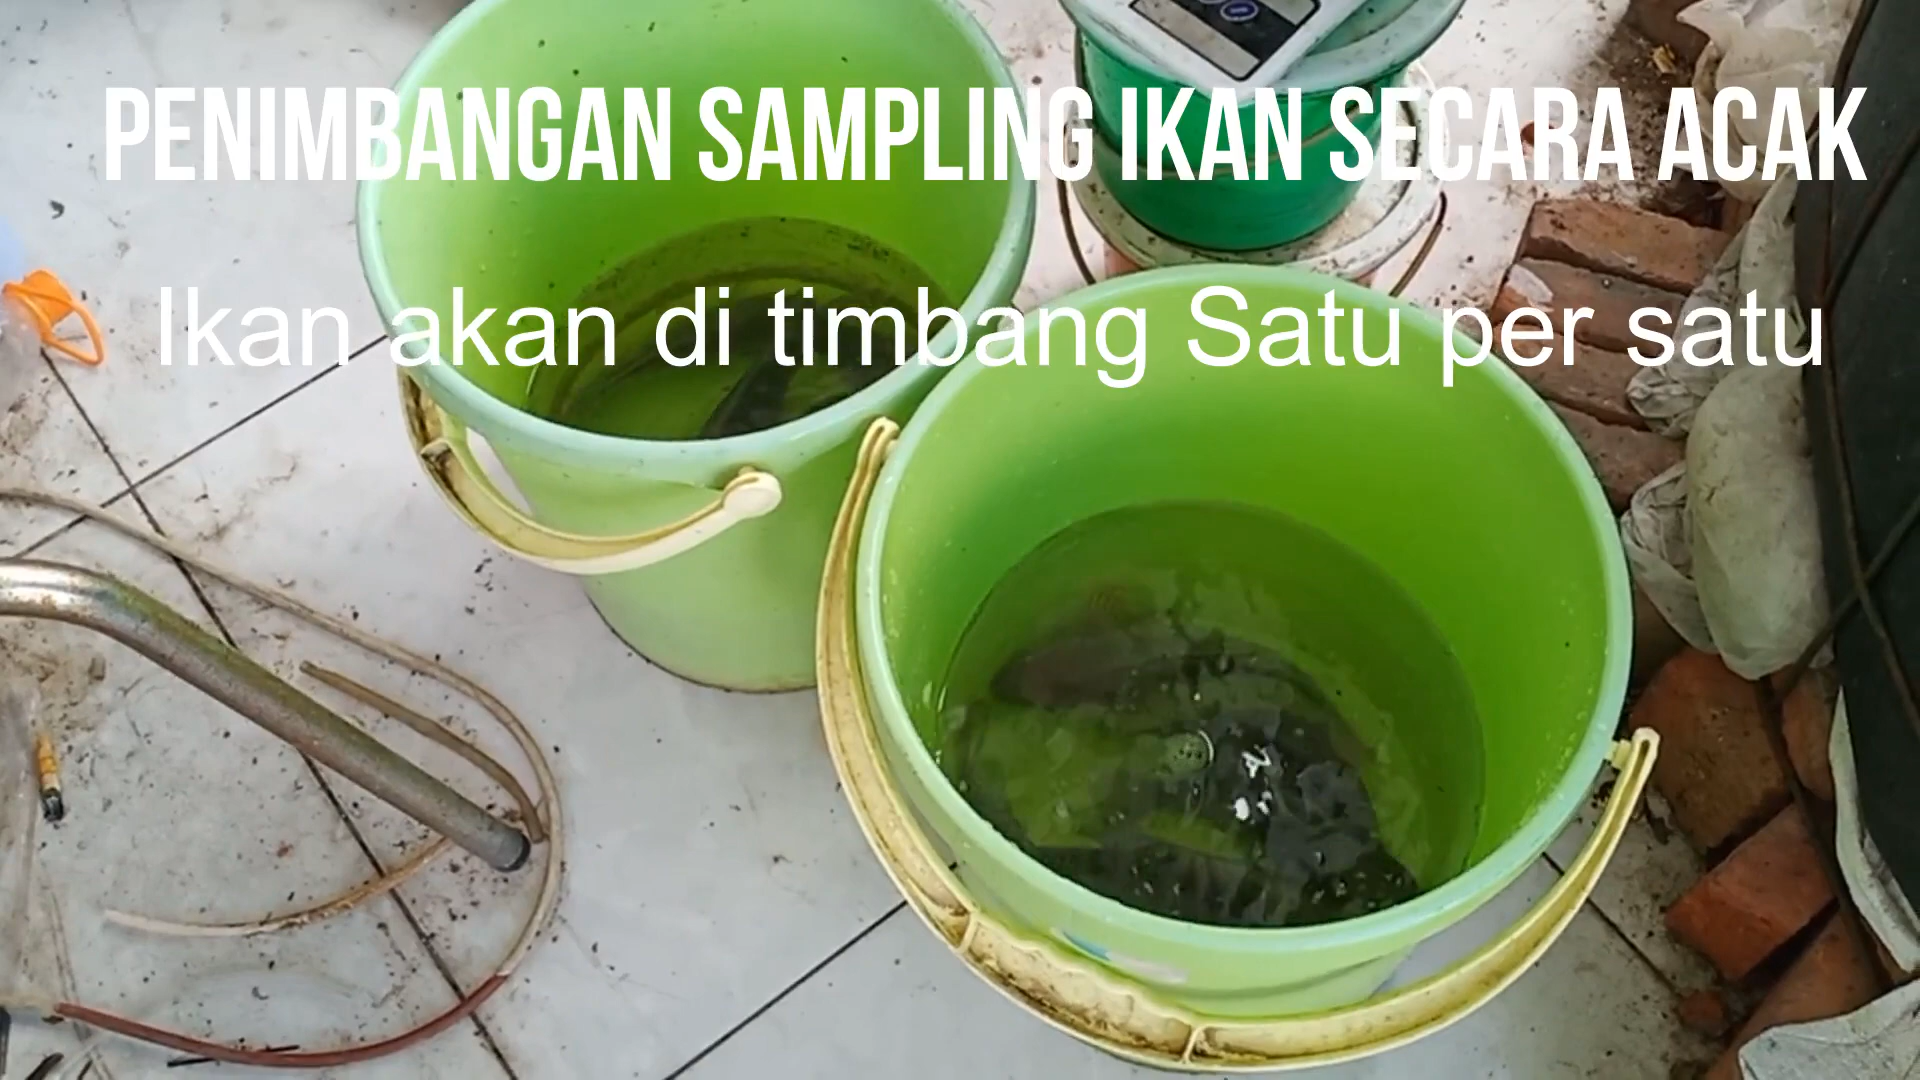 PENIMBANGAN SAMPLING IKAN SECARA ACAK
Ikan akan di timbang Satu per satu